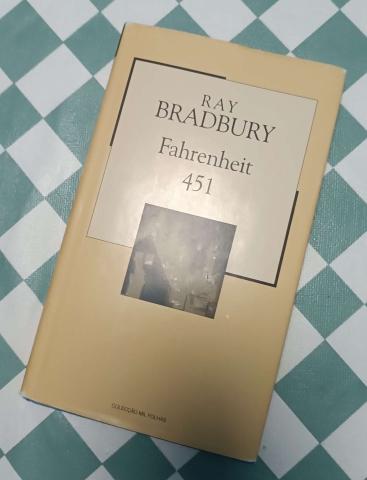 RAY
BRADBURY
Fahrenheit
451
COLECÇÃO MIL FOLHAS